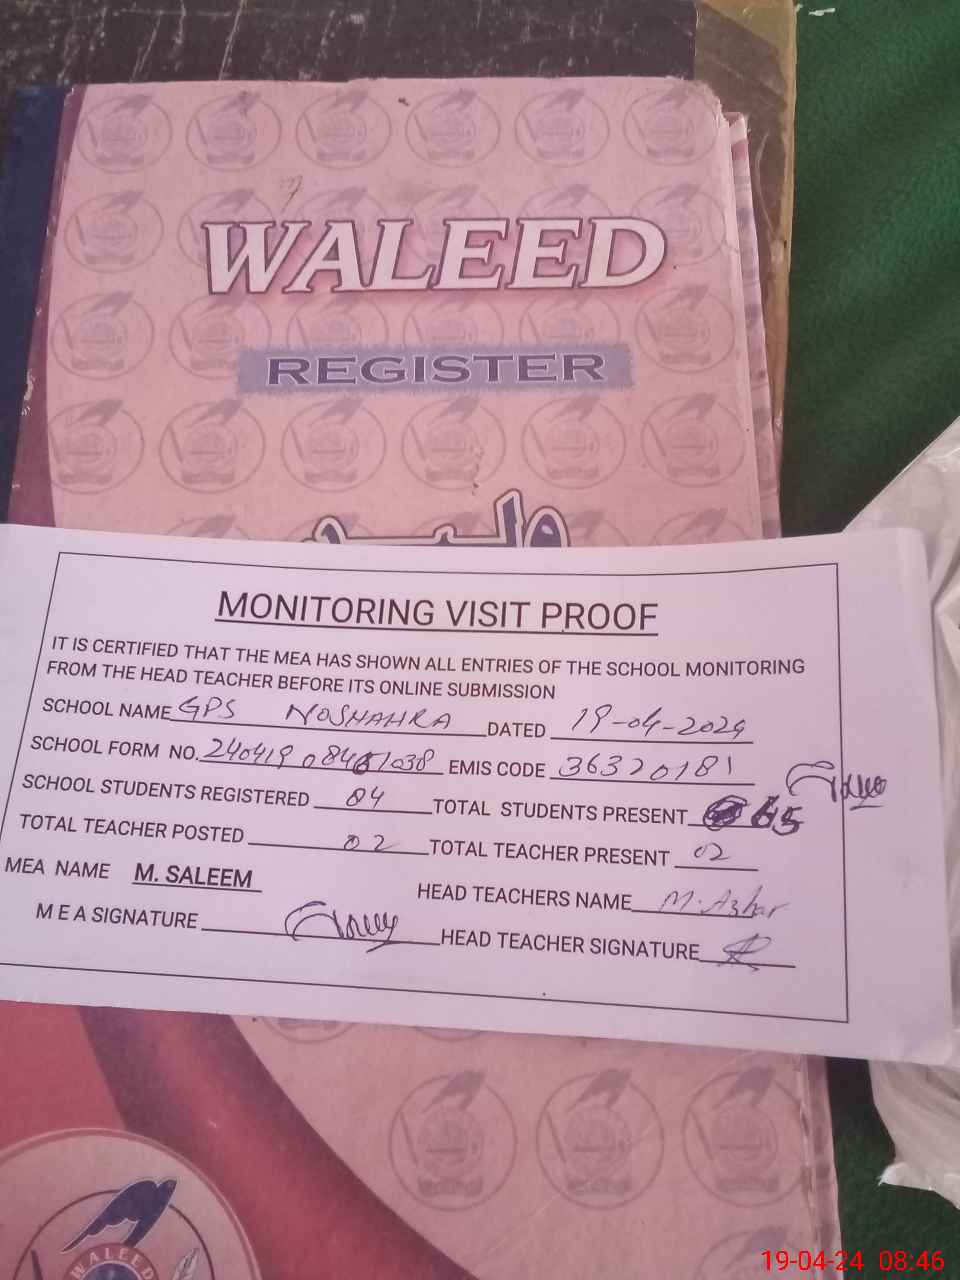 WALEED
REGISTER
MONITORING VISIT PROOF
IT IS CERTIFIED THAT THE MEA HAS SHOWN ALL ENTRIES OF THE SCHOOL MONITORING
FROM THE HEAD TEACHER BEFORE ITS ONLINE SUBMISSION
SCHOOL NAME GPS NOSHAHRA DATED 19-04-2024
SCHOOL FORM NO. EMIS CODE 36320181
SCHOOL STUDENTS REGISTERED 84 TOTAL STUDENTS PRESENT 65
TOTAL TEACHER POSTED 02 TOTAL TEACHER PRESENT 02
MEA NAME M. SALEEM HEAD TEACHERS NAME M. Azhar
M E A SIGNATURE HEAD TEACHER SIGNATURE
WALEED
19-04-24 08:46